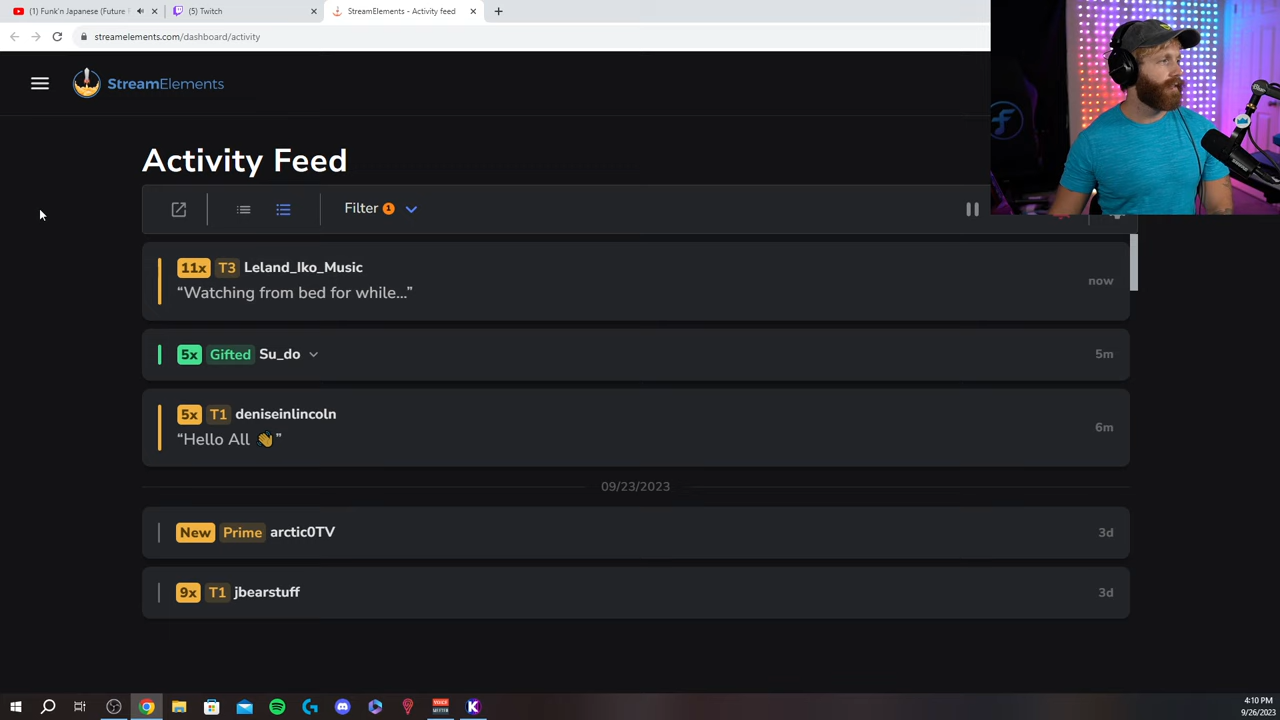 (1) Funk'n Japanese (Future
(5) Twitch
StreamElements - Activity feed
streamelements.com/dashboard/activity
StreamElements
Activity Feed
Filter 1
11x T3 Leland_Iko_Music
“Watching from bed for while...”
now
5x Gifted Su_do
5m
5x T1 deniseinlincoln
“Hello All 👋”
6m
09/23/2023
New Prime arctic0TV
3d
9x T1 jbearstuff
3d
4:10 PM
9/26/2023